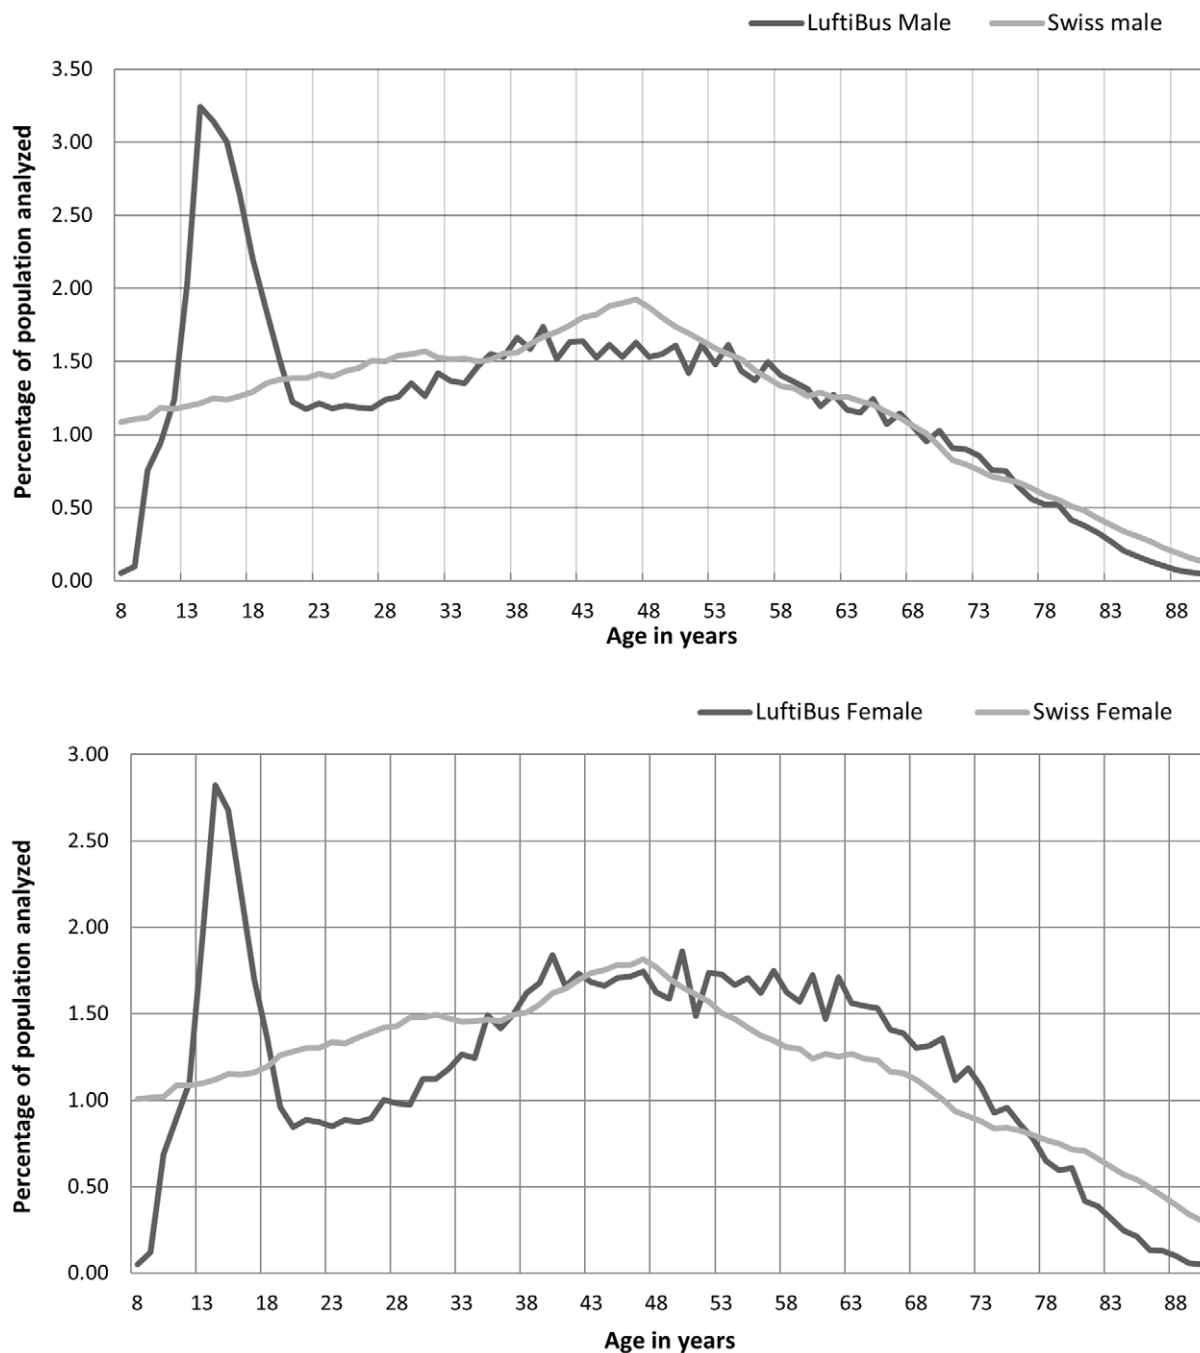 LuftiBus Male Swiss male
Percentage of population analyzed
3.50
3.00
2.50
2.00
1.50
1.00
0.50
0.00
8 13 18 23 28 33 38 43 48 53 58 63 68 73 78 83 88
Age in years
LuftiBus Female Swiss Female
Percentage of population analyzed
3.00
2.50
2.00
1.50
1.00
0.50
0.00
8 13 18 23 28 33 38 43 48 53 58 63 68 73 78 83 88
Age in years